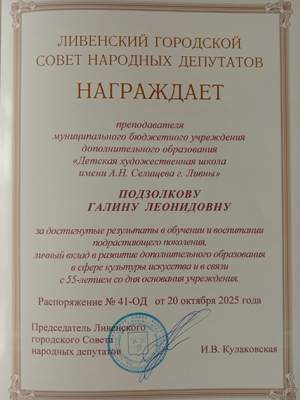 ЛИВЕНСКИЙ ГОРОДСКОЙ
СОВЕТ НАРОДНЫХ ДЕПУТАТОВ
НАГРАЖДАЕТ
преподавателя
муниципального бюджетного учреждения
дополнительного образования
«Детская художественная школа
имени А.Н. Селищева г. Ливны»
ПОДЗОЛКОВУ
ГАЛИНУ ЛЕОНИДОВНУ
за достигнутые результаты в обучении и воспитании
подрастающего поколения,
личный вклад в развитие дополнительного образования
в сфере культуры искусства и в связи
с 55-летием со дня основания учреждения.
Распоряжение № 41-ОД от 20 октября 2025 года
Председатель Ливенского
городского Совета
народных депутатов
И.В. Кулаковская